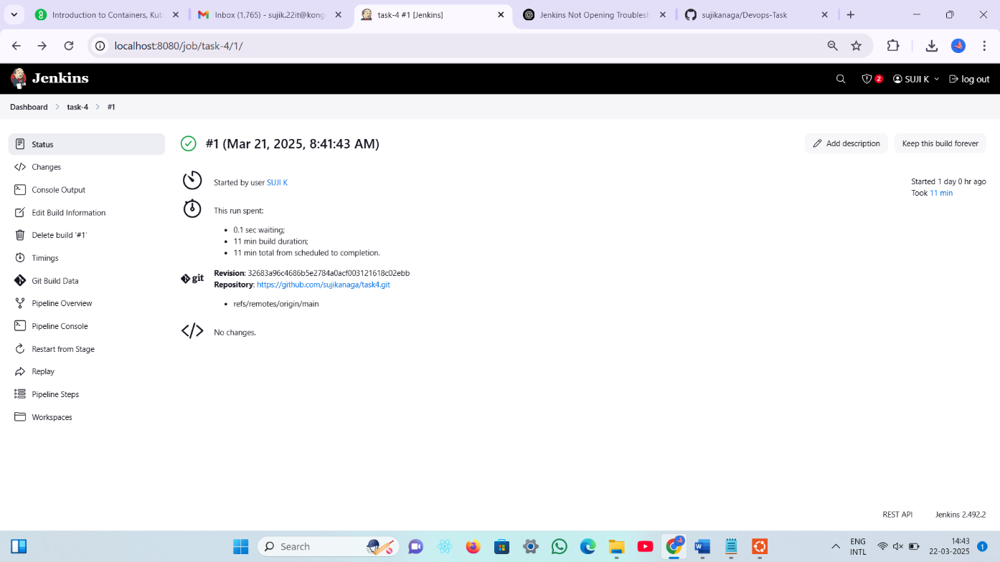 Introduction to Containers, Kub
Inbox (1,765) - sujik.22it@kong
task-4 #1 [Jenkins]
Jenkins Not Opening Troublesh
sujikanaga/Devops-Task
localhost:8080/job/task-4/1/
Jenkins
2
SUJI K
log out
Dashboard > task-4 > #1
Status
#1 (Mar 21, 2025, 8:41:43 AM)
Add description
Keep this build forever
Changes
Console Output
Edit Build Information
Delete build '#1'
Timings
Git Build Data
Pipeline Overview
Pipeline Console
Restart from Stage
Replay
Pipeline Steps
Workspaces
Started by user SUJI K
Started 1 day 0 hr ago
Took 11 min
This run spent:
• 0.1 sec waiting;
• 11 min build duration;
• 11 min total from scheduled to completion.
git
Revision: 32683a96c4686b5e2784a0acf003121618c02ebb
Repository: https://github.com/sujikanaga/task4.git
• refs/remotes/origin/main
No changes.
REST API
Jenkins 2.492.2
Search
ENG
INTL
14:43
22-03-2025
1